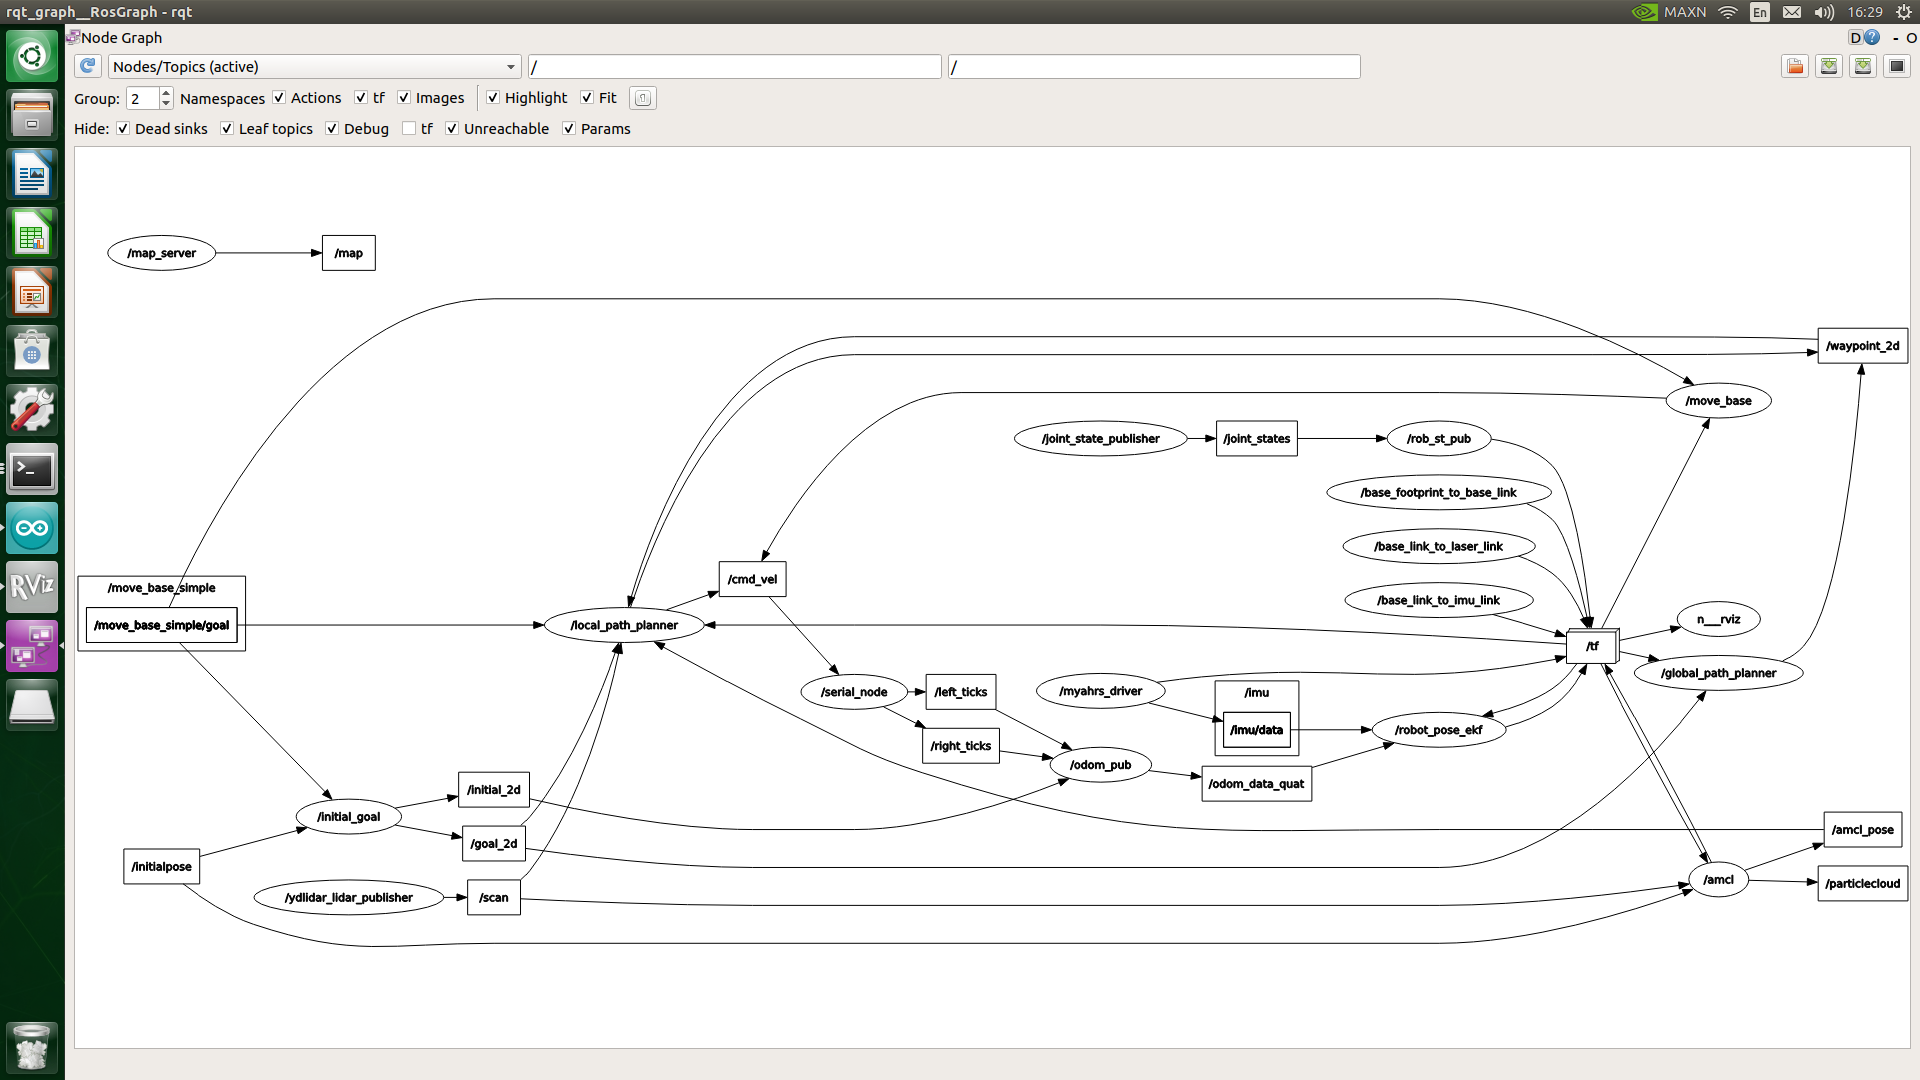 rqt_graph__RosGraph - rqt
MAXN
En
16:29
Node Graph
D
- O
Nodes/Topics (active)
/
/
Group: 2 Namespaces Actions tf Images Highlight Fit
Hide: Dead sinks Leaf topics Debug tf Unreachable Params
/map_server
/map
/waypoint_2d
/move_base
/joint_state_publisher
/joint_states
/rob_st_pub
/base_footprint_to_base_link
/base_link_to_laser_link
/cmd_vel
/move_base_simple
/base_link_to_imu_link
/move_base_simple/goal
/local_path_planner
n___rviz
/tf
/global_path_planner
/serial_node
/left_ticks
/myahrs_driver
/imu
/imu/data
/robot_pose_ekf
/right_ticks
/odom_pub
/odom_data_quat
/initial_2d
/initial_goal
/goal_2d
/amcl_pose
/initialpose
/ydlidar_lidar_publisher
/scan
/amcl
/particlecloud
RViz